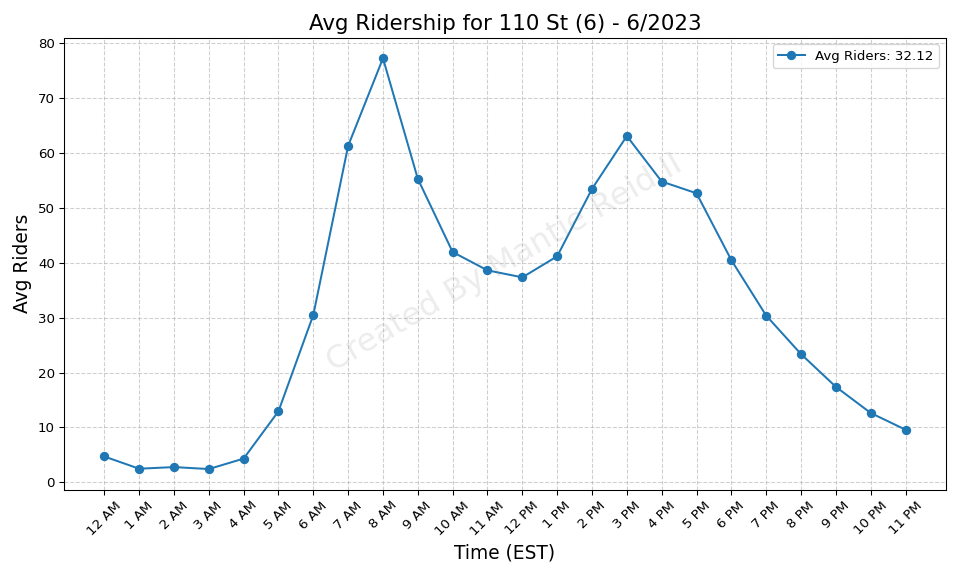 Avg Ridership for 110 St (6) - 6/2023
Avg Riders: 32.12
80
70
60
50
40
30
20
10
0
Avg Riders
Created By Mantic Reid II
12 AM
1 AM
2 AM
3 AM
4 AM
5 AM
6 AM
7 AM
8 AM
9 AM
10 AM
11 AM
12 PM
1 PM
2 PM
3 PM
4 PM
5 PM
6 PM
7 PM
8 PM
9 PM
10 PM
11 PM
Time (EST)